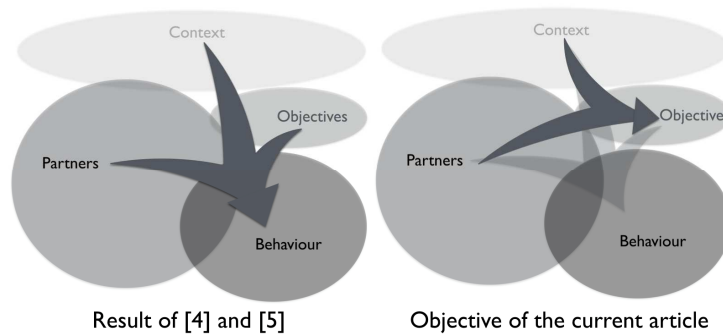 Context
Objectives
Partners
Behaviour
Result of [4] and [5]
Context
Objective
Partners
Behaviour
Objective of the current article